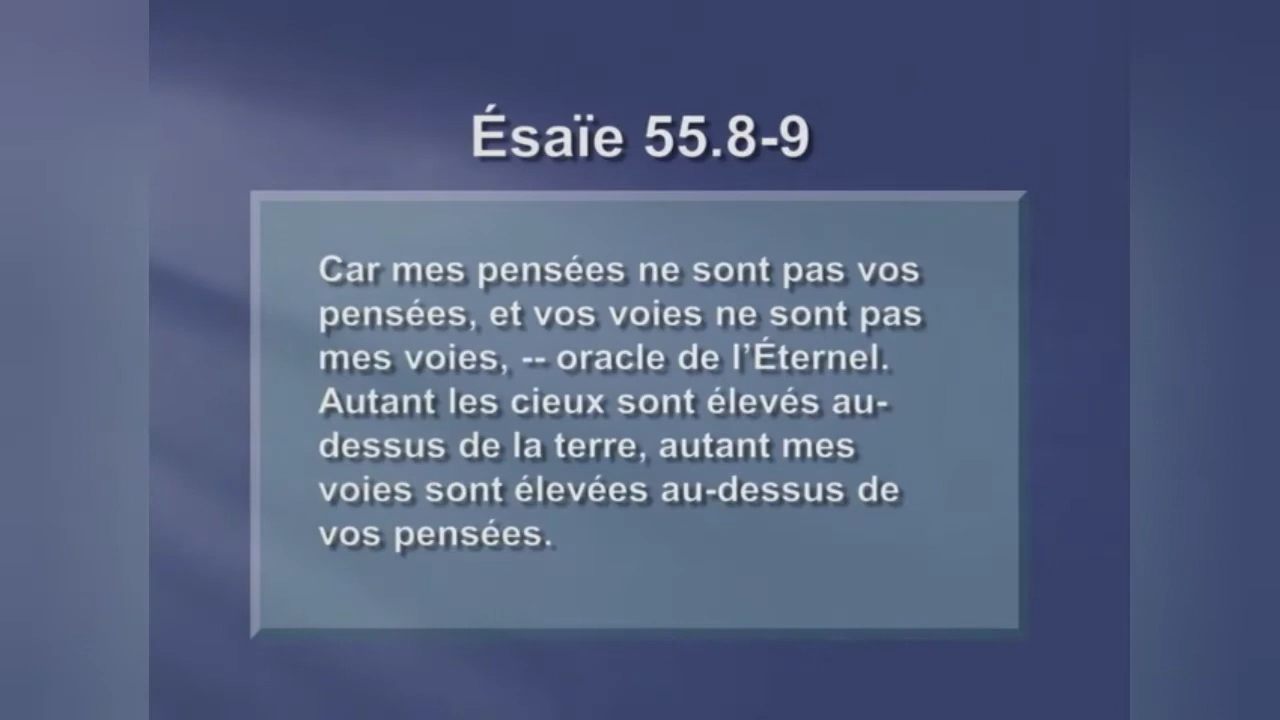 Ésaïe 55.8-9
Car mes pensées ne sont pas vos
pensées, et vos voies ne sont pas
mes voies, -- oracle de l’Éternel.
Autant les cieux sont élevés au-
dessus de la terre, autant mes
voies sont élevées au-dessus de
vos pensées.